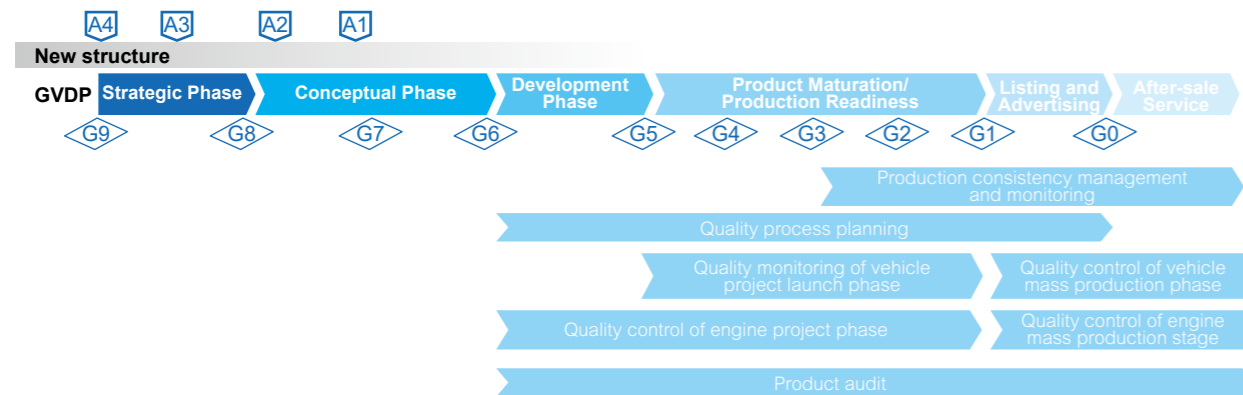 A4 A3 A2 A1
New structure
GVDP Strategic Phase Conceptual Phase Development Phase Product Maturation/ Production Readiness Listing and Advertising After-sale Service
G9 G8 G7 G6 G5 G4 G3 G2 G1 G0
Production consistency management
and monitoring
Quality process planning
Quality monitoring of vehicle
project launch phase
Quality control of vehicle
mass production phase
Quality control of engine project phase
Quality control of engine
mass production stage
Product audit